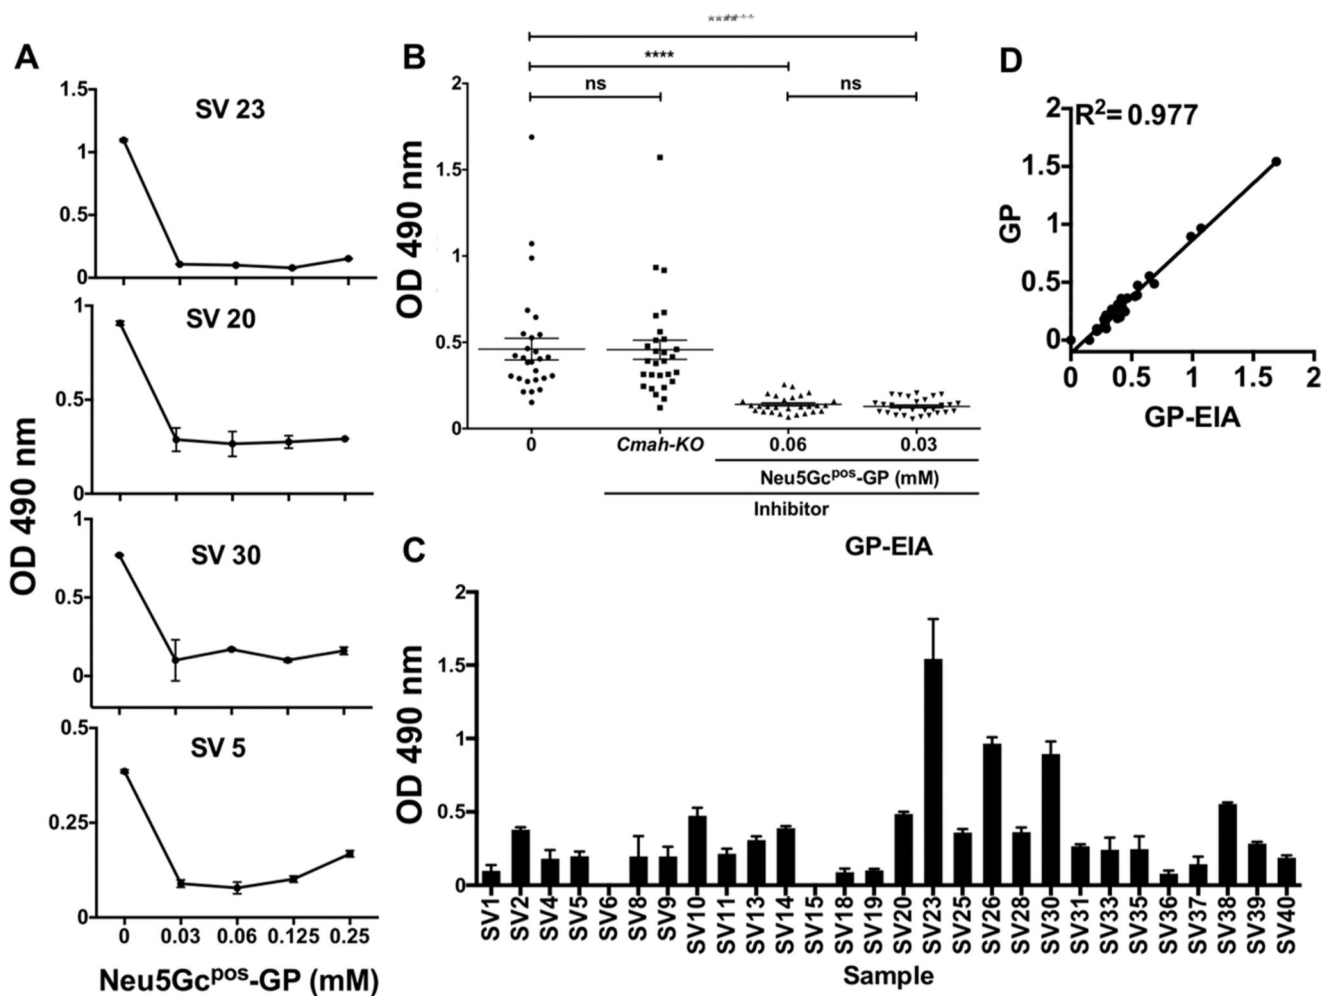 A
OD 490 nm
1.5
1
0.5
0
SV 23
1
0.5
0
SV 20
1
0.5
0
SV 30
0.5
0.25
0
SV 5
0
0.03
0.06
0.125
0.25
Neu5Gcpos-GP (mM)
B
OD 490 nm
2
1.5
1
0.5
0
****
ns
ns
0
Cmah-KO
0.06
0.03
Neu5Gcpos-GP (mM)
Inhibitor
C
GP-EIA
OD 490 nm
2
1.5
1
0.5
0
SV1
SV2
SV4
SV5
SV6
SV8
SV9
SV10
SV11
SV13
SV14
SV15
SV18
SV19
SV20
SV23
SV25
SV26
SV28
SV30
SV31
SV33
SV35
SV36
SV37
SV38
SV39
SV40
Sample
D
R2= 0.977
GP
2
1.5
1
0.5
0
0
0.5
1
1.5
2
GP-EIA